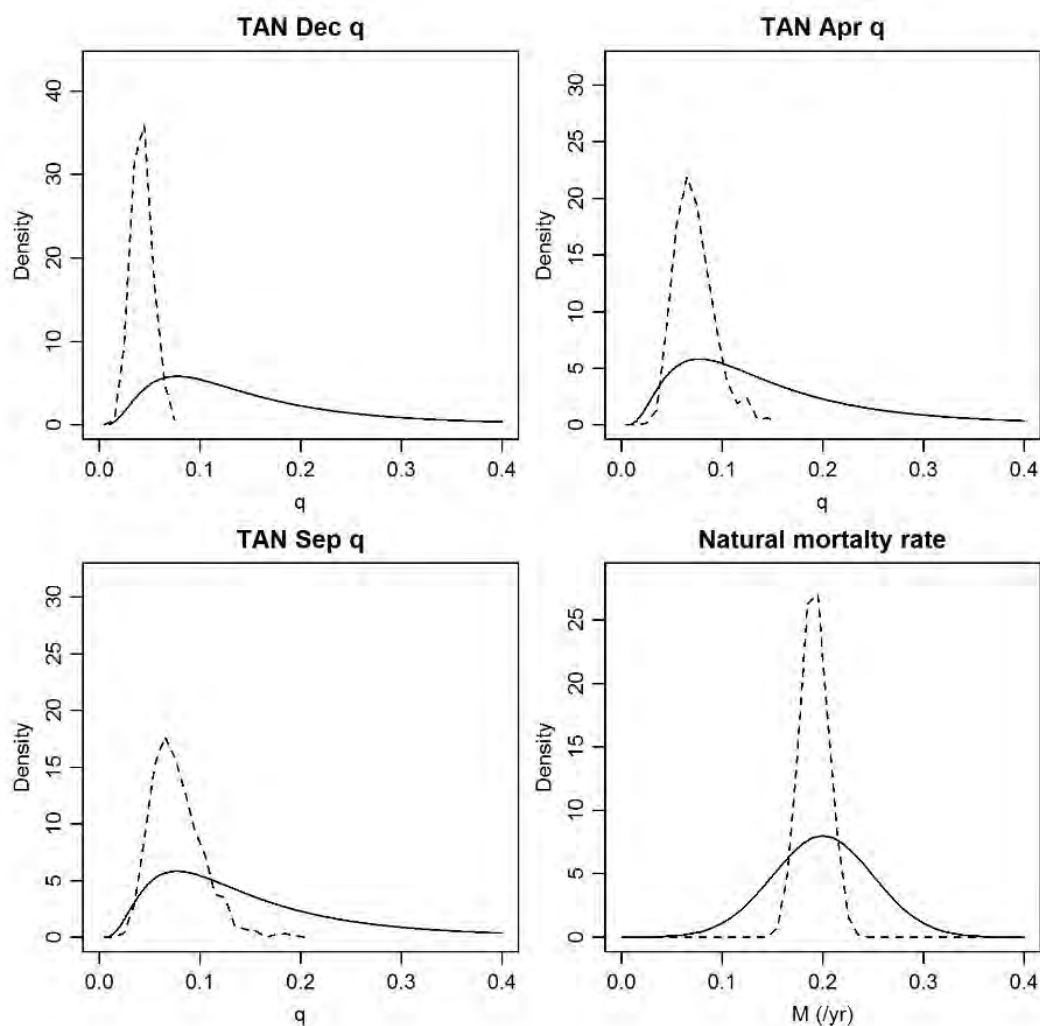 TAN Dec q
Density
0 10 20 30 40
0.0 0.1 0.2 0.3 0.4
q
TAN Apr q
Density
0 5 10 15 20 25 30
0.0 0.1 0.2 0.3 0.4
q
TAN Sep q
Density
0 5 10 15 20 25 30
0.0 0.1 0.2 0.3 0.4
q
Natural mortalty rate
Density
0 5 10 15 20 25
0.0 0.1 0.2 0.3 0.4
M (/yr)